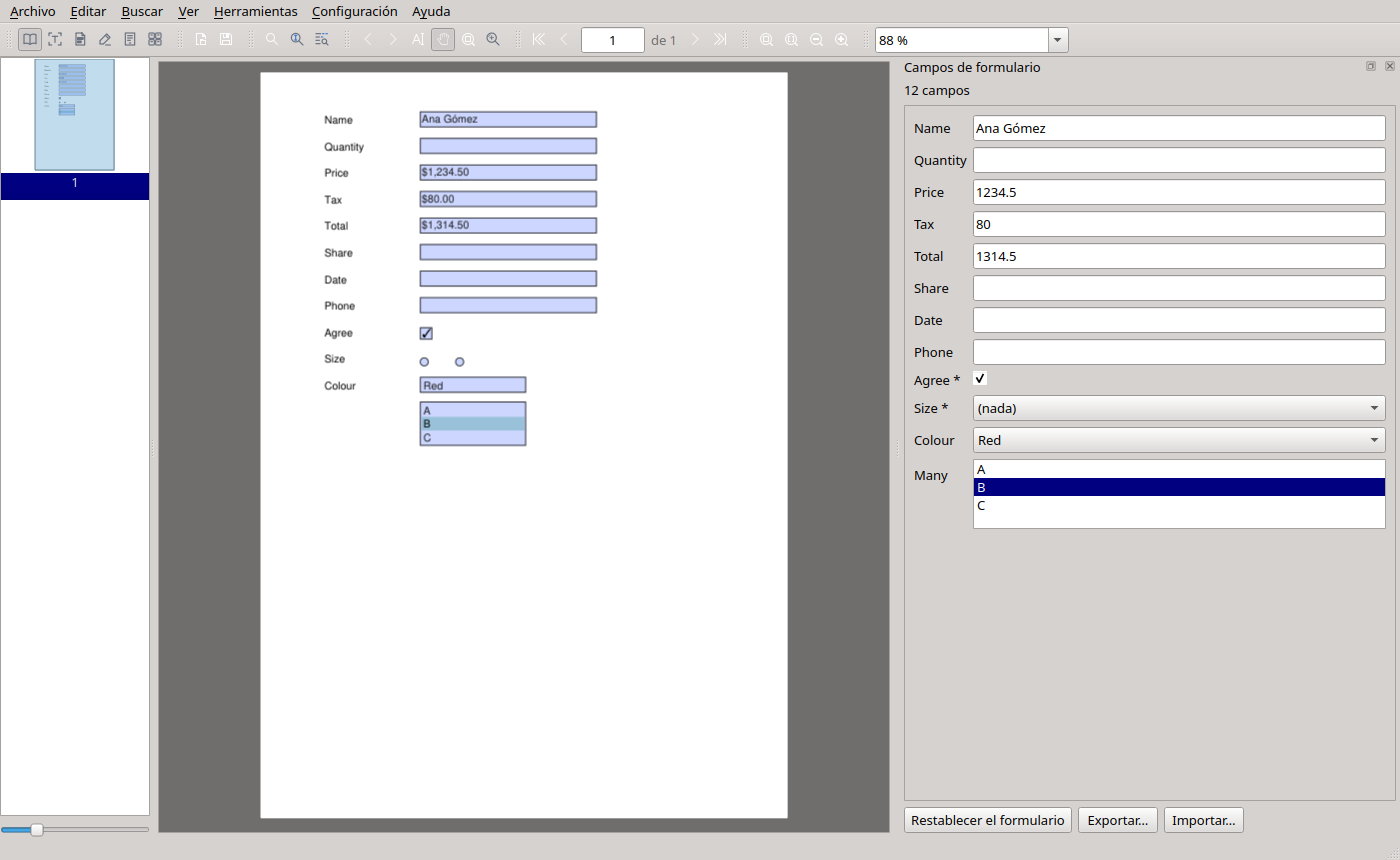 Archivo Editar Buscar Ver Herramientas Configuración Ayuda
1 de 1 88 %
1
Name Ana Gómez
Quantity
Price $1,234.50
Tax $80.00
Total $1,314.50
Share
Date
Phone
Agree
Size
Colour Red
A
B
C
Campos de formulario
12 campos
Name Ana Gómez
Quantity
Price 1234.5
Tax 80
Total 1314.5
Share
Date
Phone
Agree *
Size * (nada)
Colour Red
Many A
B
C
Restablecer el formulario Exportar... Importar...